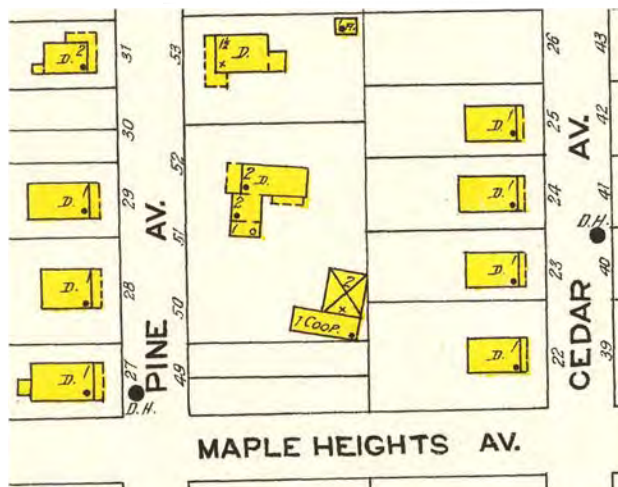 31
D. 2
30
29
D. 1
28
D. 1
27
D. 1
D.H.
PINE AV.
53
1½
D.
52
2
D.
2
1
51
50
2
1 COOP.
49
26
25
D. 1
24
D. 1
23
D. 1
22
D. 1
CEDAR AV.
43
42
41
D.H.
40
39
MAPLE HEIGHTS AV.